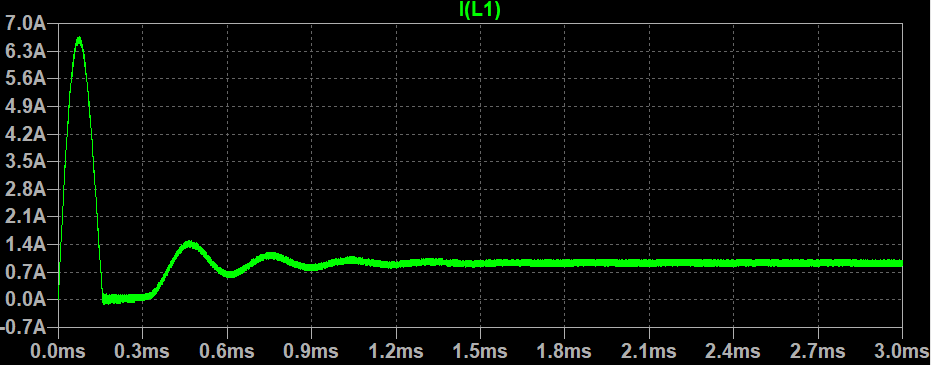 I(L1)
7.0A
6.3A
5.6A
4.9A
4.2A
3.5A
2.8A
2.1A
1.4A
0.7A
0.0A
-0.7A
0.0ms 0.3ms 0.6ms 0.9ms 1.2ms 1.5ms 1.8ms 2.1ms 2.4ms 2.7ms 3.0ms